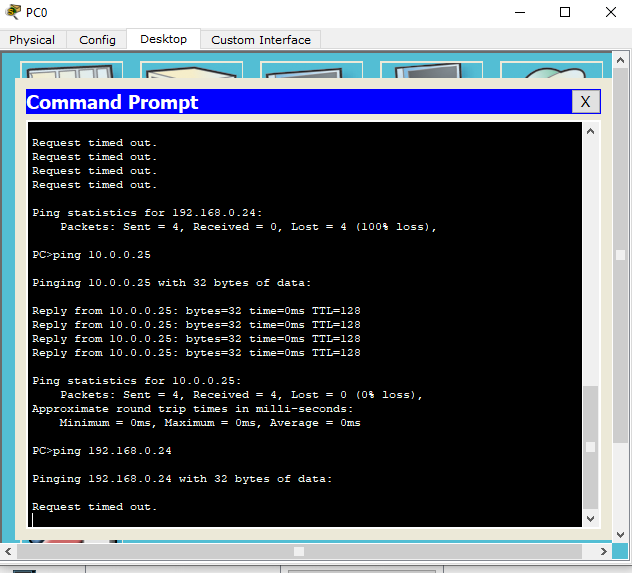 PC0
Physical Config Desktop Custom Interface
Command Prompt X
Request timed out.
Request timed out.
Request timed out.
Request timed out.
Ping statistics for 192.168.0.24:
Packets: Sent = 4, Received = 0, Lost = 4 (100% loss),
PC>ping 10.0.0.25
Pinging 10.0.0.25 with 32 bytes of data:
Reply from 10.0.0.25: bytes=32 time=0ms TTL=128
Reply from 10.0.0.25: bytes=32 time=0ms TTL=128
Reply from 10.0.0.25: bytes=32 time=0ms TTL=128
Reply from 10.0.0.25: bytes=32 time=0ms TTL=128
Ping statistics for 10.0.0.25:
Packets: Sent = 4, Received = 4, Lost = 0 (0% loss),
Approximate round trip times in milli-seconds:
Minimum = 0ms, Maximum = 0ms, Average = 0ms
PC>ping 192.168.0.24
Pinging 192.168.0.24 with 32 bytes of data:
Request timed out.